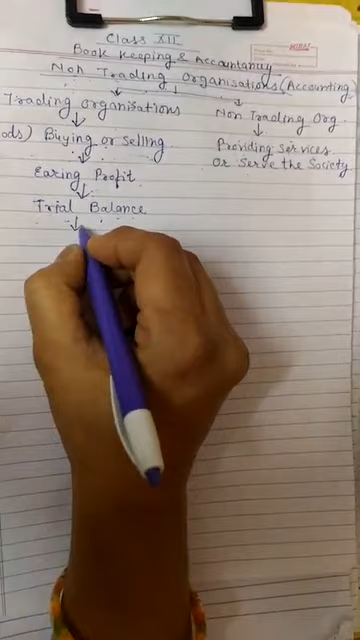 Class XII
Book Keeping & Accountancy
Non Trading Organisations (Accounting)
Trading Organisations
Non Trading Org.
ods) Buying or Selling
Providing services
or Serve the Society
Earing Profit
Trial Balance